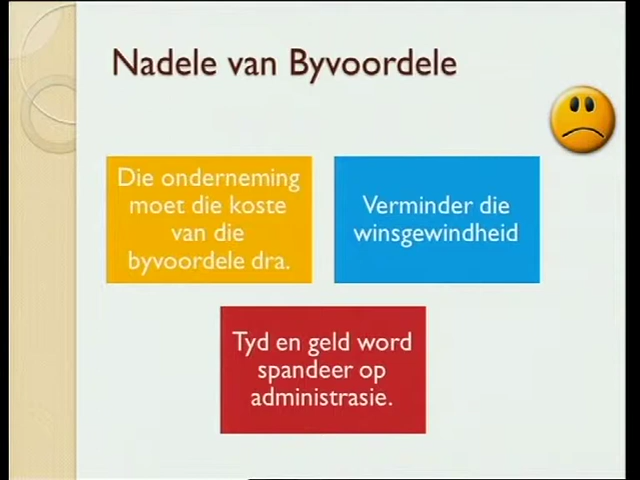 Nadele van Byvoordele
Die onderneming
moet die koste
van die
byvoordele dra.
Verminder die
winsgewindheid
Tyd en geld word
spandeer op
administrasie.